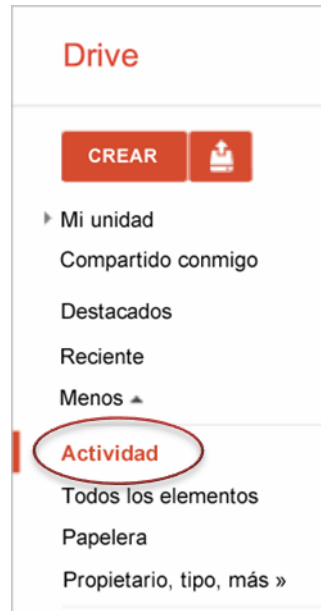 Drive
CREAR
Mi unidad
Compartido conmigo
Destacados
Reciente
Menos
Actividad
Todos los elementos
Papelera
Propietario, tipo, más »